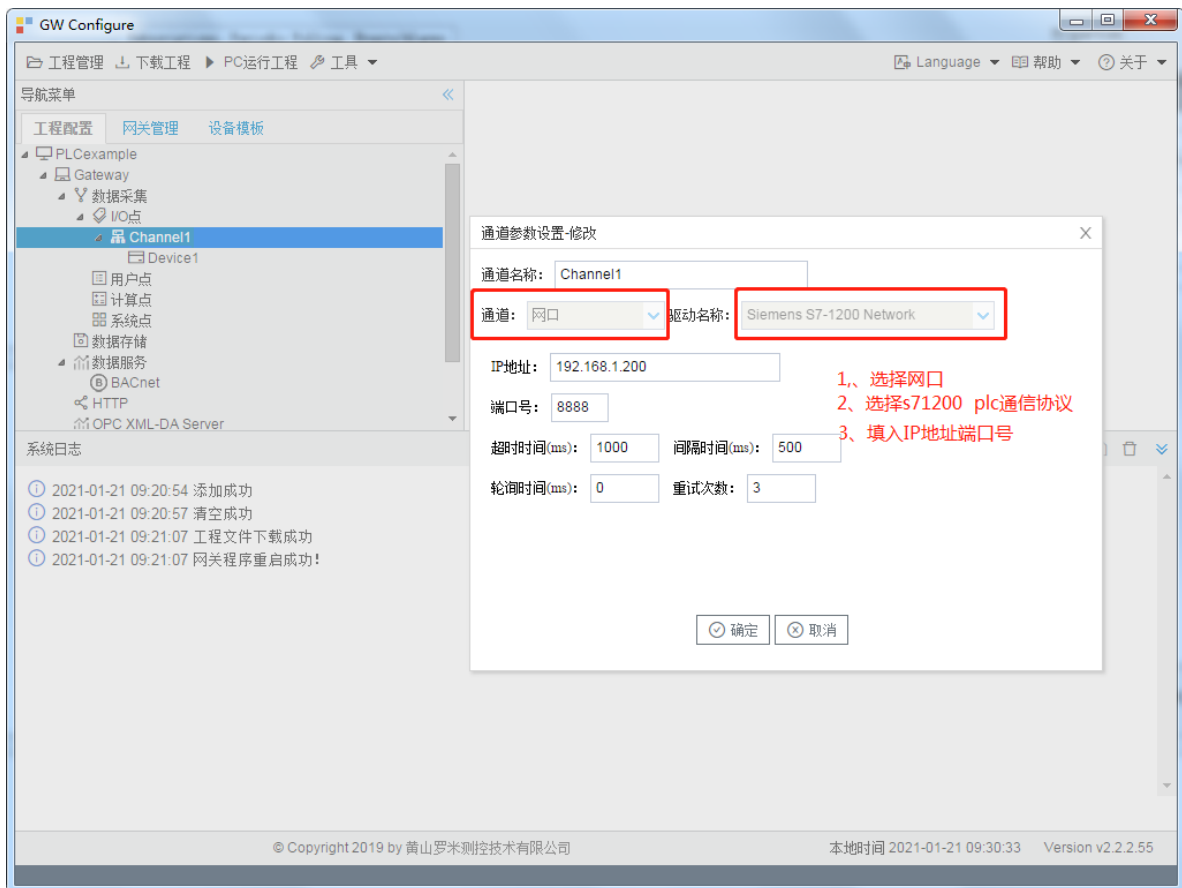 GW Configure
工程管理 下载工程 PC运行工程 工具 Language 帮助 关于
导航菜单
工程配置 网关管理 设备模板
PLCexample
Gateway
数据采集
I/O点
Channel1
Device1
用户点
计算点
系统点
数据存储
数据服务
BACnet
HTTP
OPC XML-DA Server
通道参数设置-修改
通道名称: Channel1
通道: 网口 驱动名称: Siemens S7-1200 Network
IP地址: 192.168.1.200
端口号: 8888
超时时间(ms): 1000 间隔时间(ms): 500
轮询时间(ms): 0 重试次数: 3
1,、选择网口
2、选择s71200 plc通信协议
3、填入IP地址端口号
确定 取消
系统日志
2021-01-21 09:20:54 添加成功
2021-01-21 09:20:57 清空成功
2021-01-21 09:21:07 工程文件下载成功
2021-01-21 09:21:07 网关程序重启成功!
© Copyright 2019 by 黄山罗米测控技术有限公司 本地时间 2021-01-21 09:30:33 Version v2.2.2.55